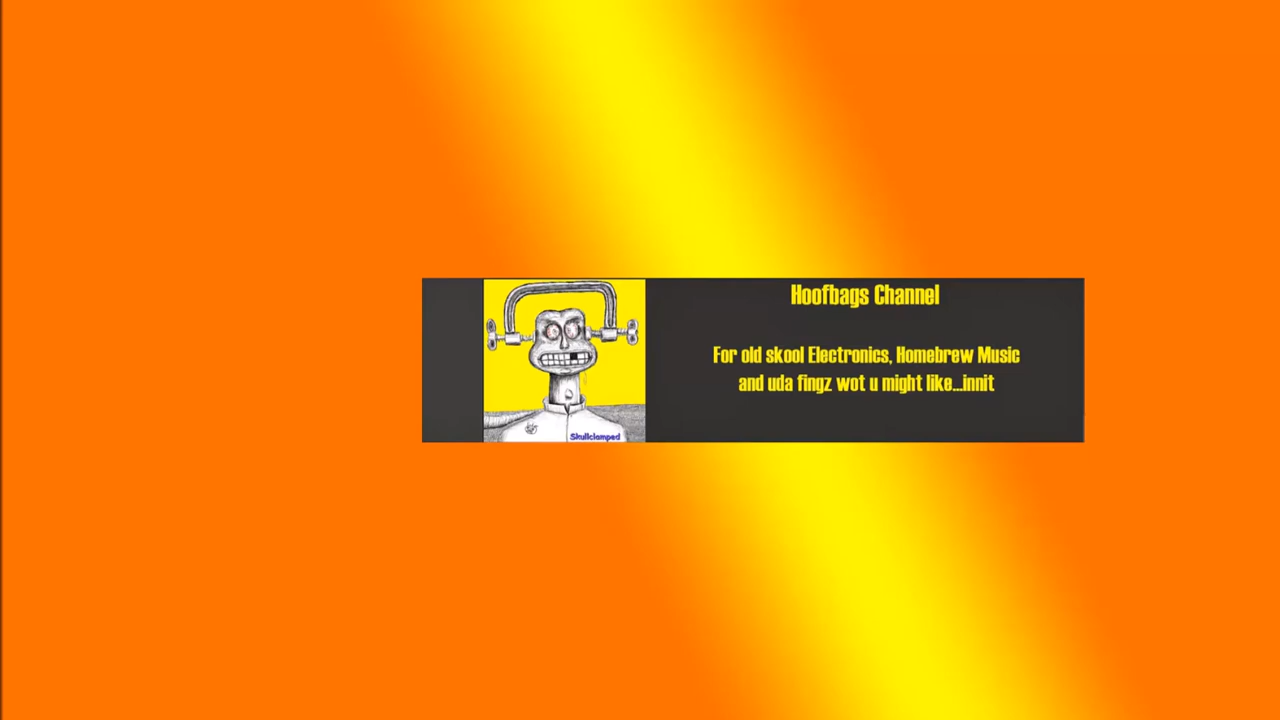 Hoofbags Channel
For old skool Electronics, Homebrew Music
and uda fingz wot u might like...innit
Skullclamped